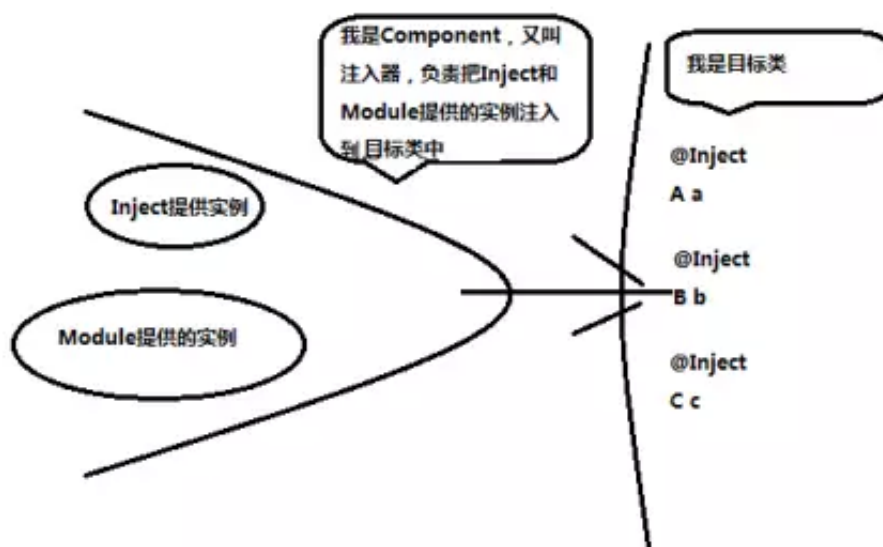 我是Component，又叫
注入器，负责把Inject和
Module提供的实例注入
到目标类中
我是目标类
Inject提供实例
Module提供的实例
@Inject
A a
@Inject
B b
@Inject
C c